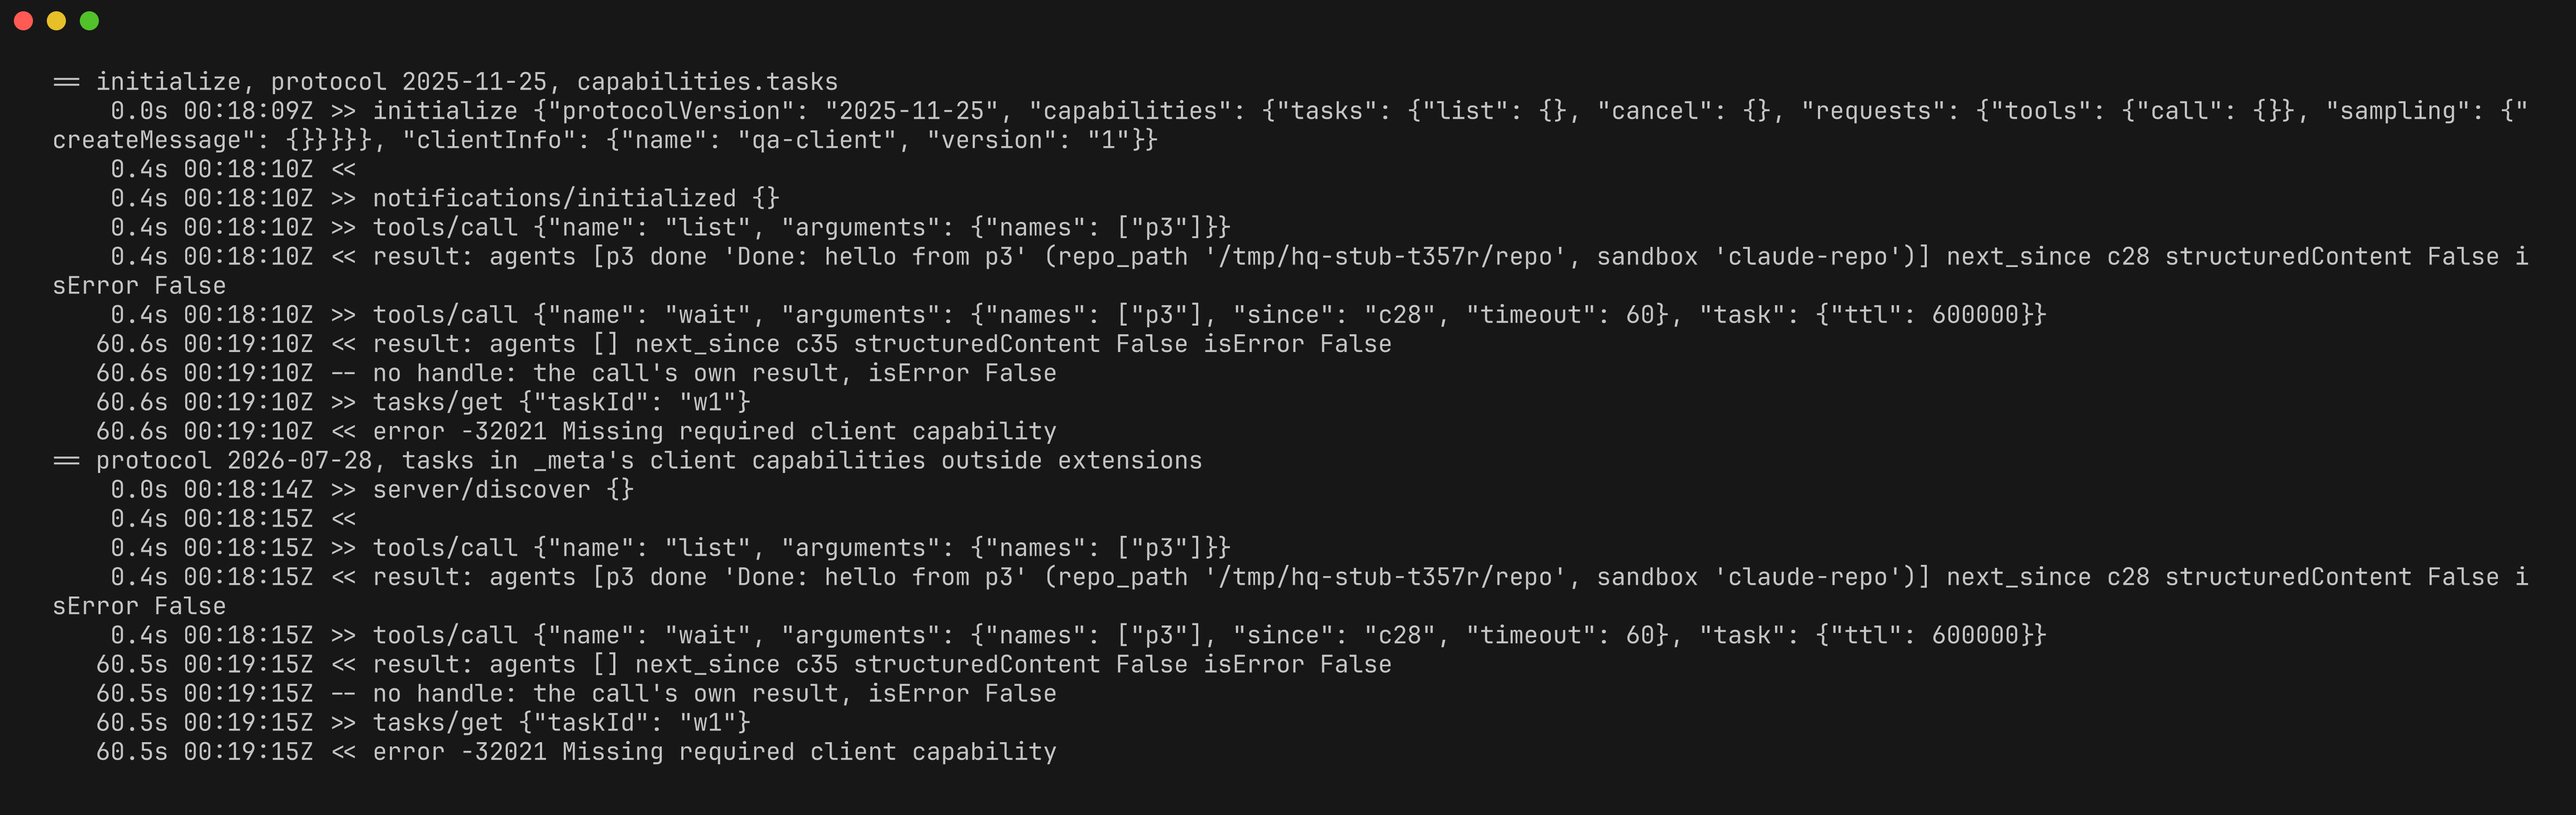 == initialize, protocol 2025-11-25, capabilities.tasks
    0.0s 00:18:09Z >> initialize {"protocolVersion": "2025-11-25", "capabilities": {"tasks": {"list": {}, "cancel": {}, "requests": {"tools": {"call": {}}, "sampling": {"
createMessage": {}}}}}, "clientInfo": {"name": "qa-client", "version": "1"}}
    0.4s 00:18:10Z <<
    0.4s 00:18:10Z >> notifications/initialized {}
    0.4s 00:18:10Z >> tools/call {"name": "list", "arguments": {"names": ["p3"]}}
    0.4s 00:18:10Z << result: agents [p3 done 'Done: hello from p3' (repo_path '/tmp/hq-stub-t357r/repo', sandbox 'claude-repo')] next_since c28 structuredContent False i
sError False
    0.4s 00:18:10Z >> tools/call {"name": "wait", "arguments": {"names": ["p3"], "since": "c28", "timeout": 60}, "task": {"ttl": 600000}}
   60.6s 00:19:10Z << result: agents [] next_since c35 structuredContent False isError False
   60.6s 00:19:10Z -- no handle: the call's own result, isError False
   60.6s 00:19:10Z >> tasks/get {"taskId": "w1"}
   60.6s 00:19:10Z << error -32021 Missing required client capability
== protocol 2026-07-28, tasks in _meta's client capabilities outside extensions
    0.0s 00:18:14Z >> server/discover {}
    0.4s 00:18:15Z <<
    0.4s 00:18:15Z >> tools/call {"name": "list", "arguments": {"names": ["p3"]}}
    0.4s 00:18:15Z << result: agents [p3 done 'Done: hello from p3' (repo_path '/tmp/hq-stub-t357r/repo', sandbox 'claude-repo')] next_since c28 structuredContent False i
sError False
    0.4s 00:18:15Z >> tools/call {"name": "wait", "arguments": {"names": ["p3"], "since": "c28", "timeout": 60}, "task": {"ttl": 600000}}
   60.5s 00:19:15Z << result: agents [] next_since c35 structuredContent False isError False
   60.5s 00:19:15Z -- no handle: the call's own result, isError False
   60.5s 00:19:15Z >> tasks/get {"taskId": "w1"}
   60.5s 00:19:15Z << error -32021 Missing required client capability